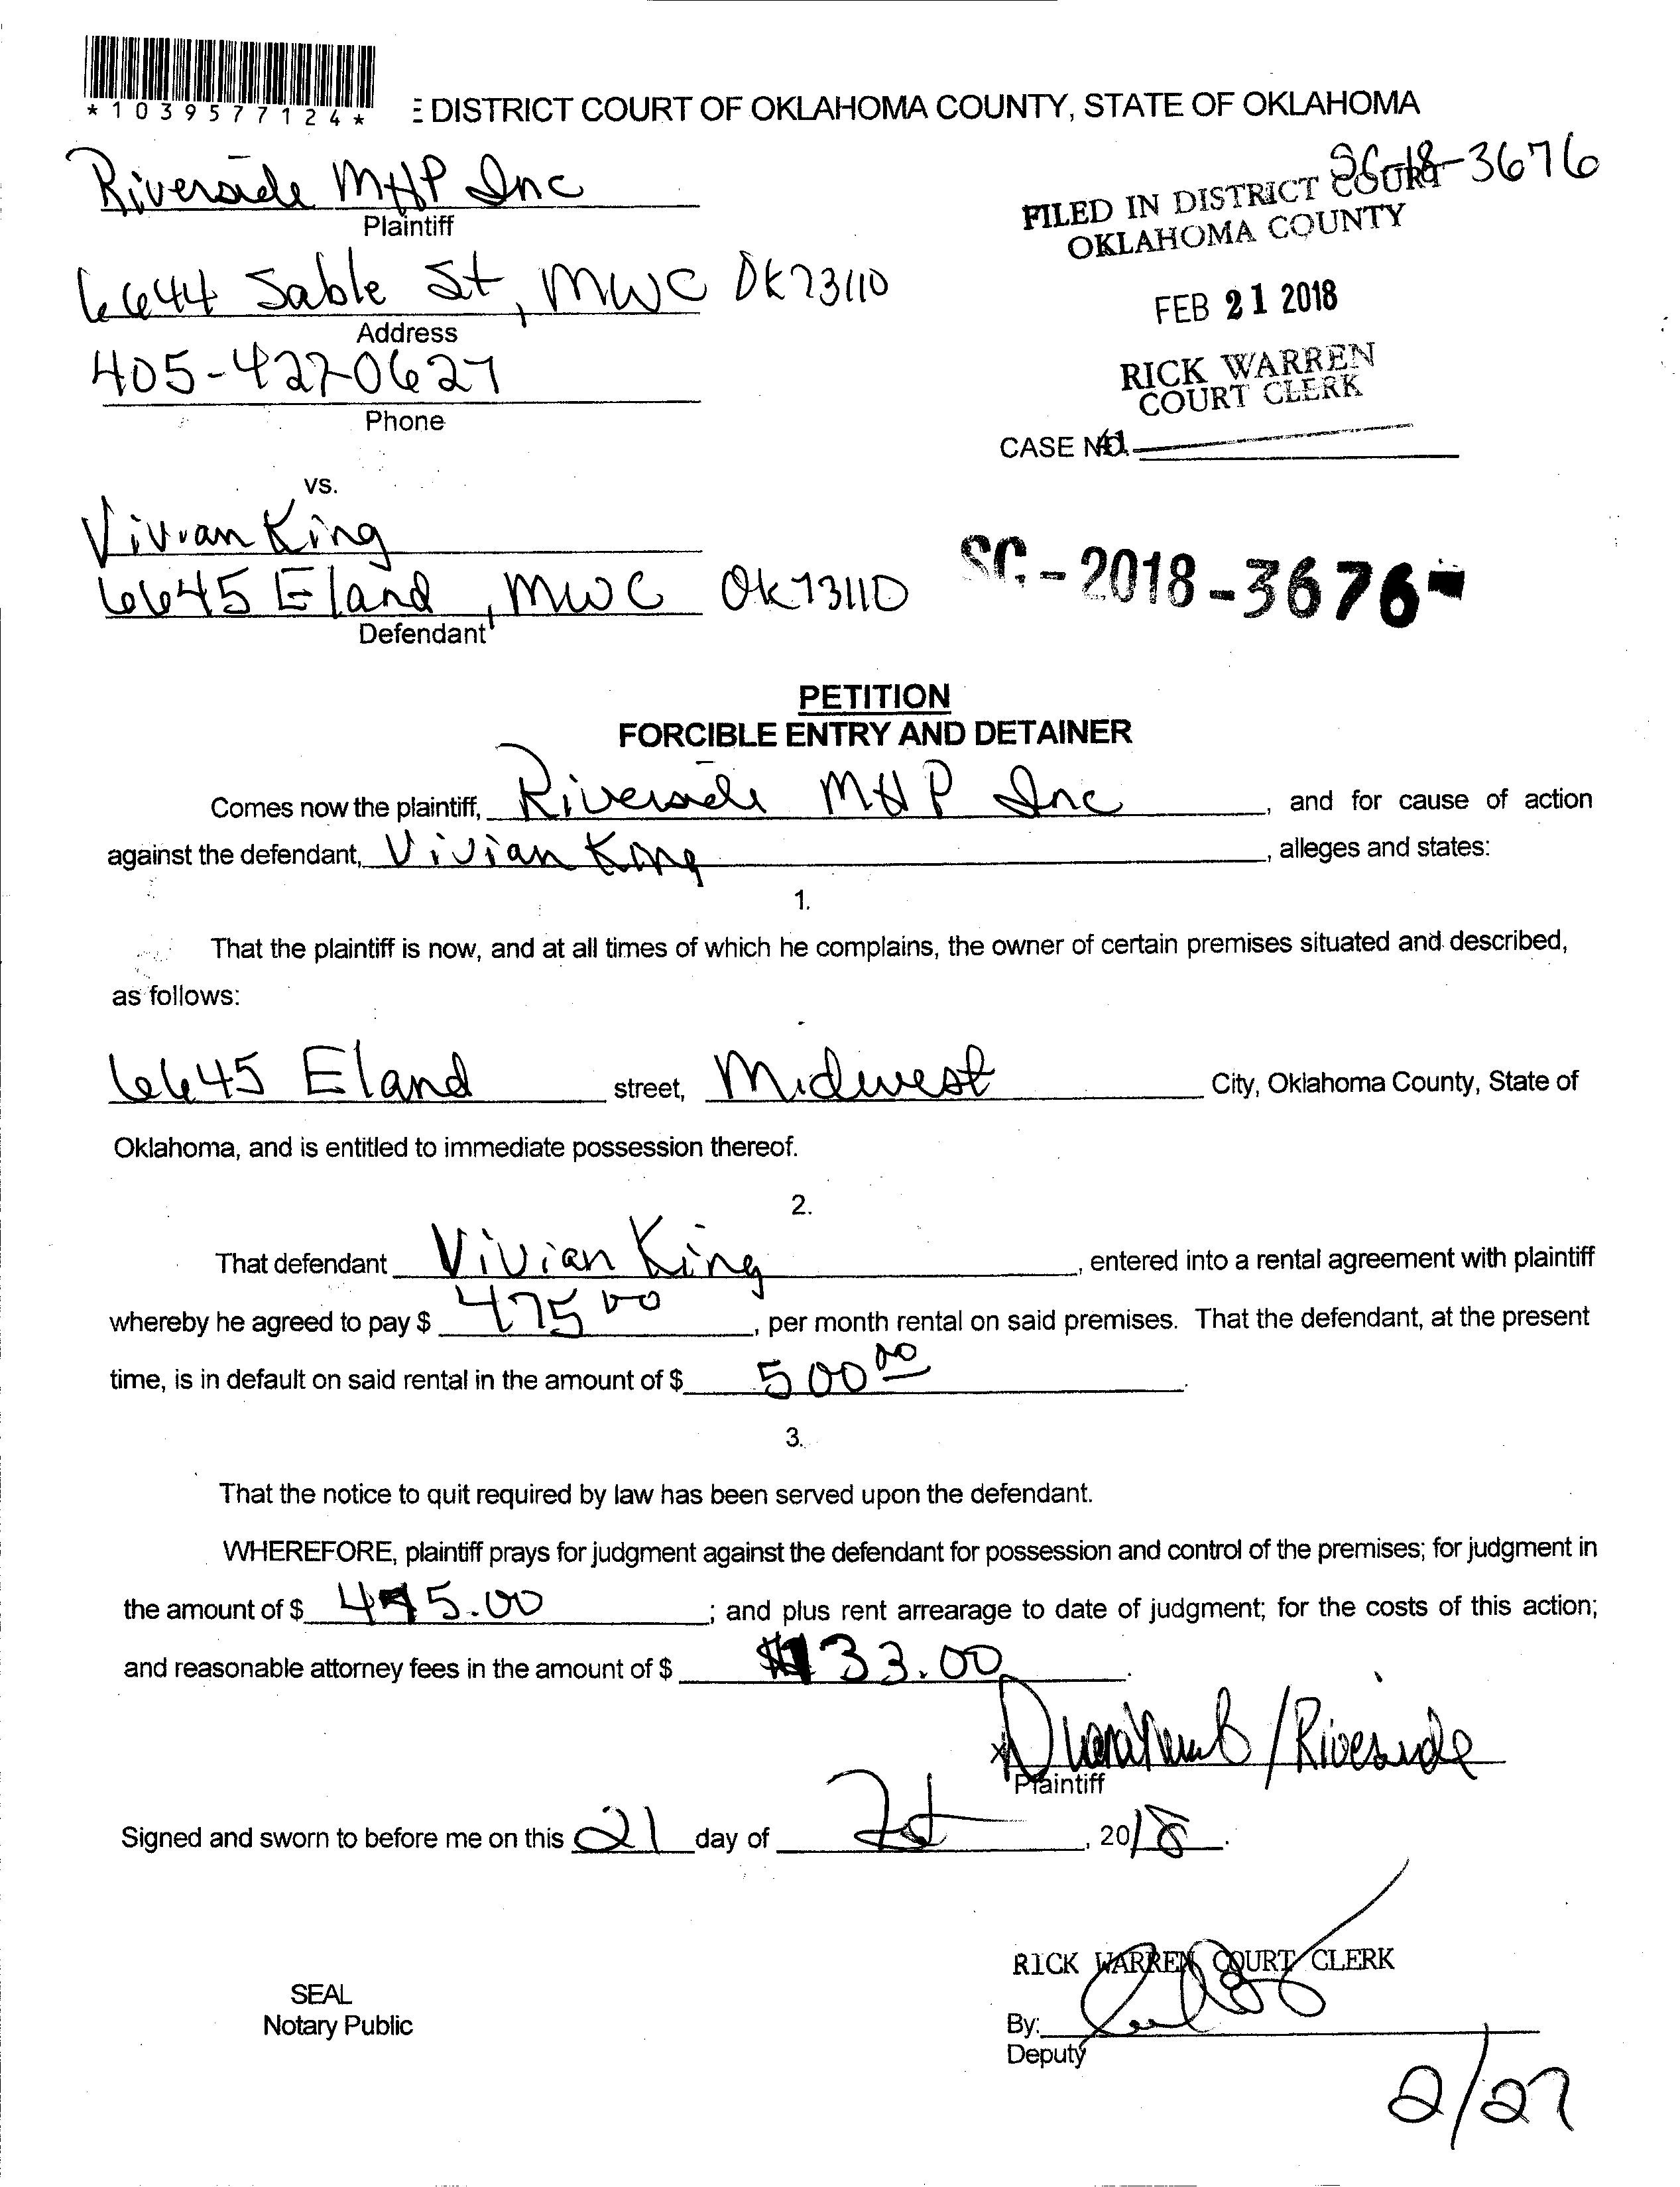 *1039577124*
E DISTRICT COURT OF OKLAHOMA COUNTY, STATE OF OKLAHOMA
SC-18-3676
Riverside MHP Inc
Plaintiff
FILED IN DISTRICT COURT
OKLAHOMA COUNTY
6644 Sable St, MWC OK 73110
Address
FEB 21 2018
405-427-0627
Phone
RICK WARREN
COURT CLERK
CASE NO.
41
vs.
Vivian King
6645 Eland, MWC OK 73110
Defendant
SC-2018-3676-
PETITION
FORCIBLE ENTRY AND DETAINER
Comes now the plaintiff, Riverside MHP Inc, and for cause of action
against the defendant, Vivian King, alleges and states:
1.
That the plaintiff is now, and at all times of which he complains, the owner of certain premises situated and described,
as follows:
6645 Eland street, Midwest City, Oklahoma County, State of
Oklahoma, and is entitled to immediate possession thereof.
2.
That defendant Vivian King, entered into a rental agreement with plaintiff
whereby he agreed to pay $ 475 00, per month rental on said premises. That the defendant, at the present
time, is in default on said rental in the amount of $ 500 00.
3.
That the notice to quit required by law has been served upon the defendant.
WHEREFORE, plaintiff prays for judgment against the defendant for possession and control of the premises; for judgment in
the amount of $ 475.00; and plus rent arrearage to date of judgment; for the costs of this action;
and reasonable attorney fees in the amount of $ $133.00.
/Riverside
Plaintiff
Signed and sworn to before me on this 21 day of , 2018.
RICK WARREN COURT CLERK
SEAL
Notary Public
By:
Deputy
2/27